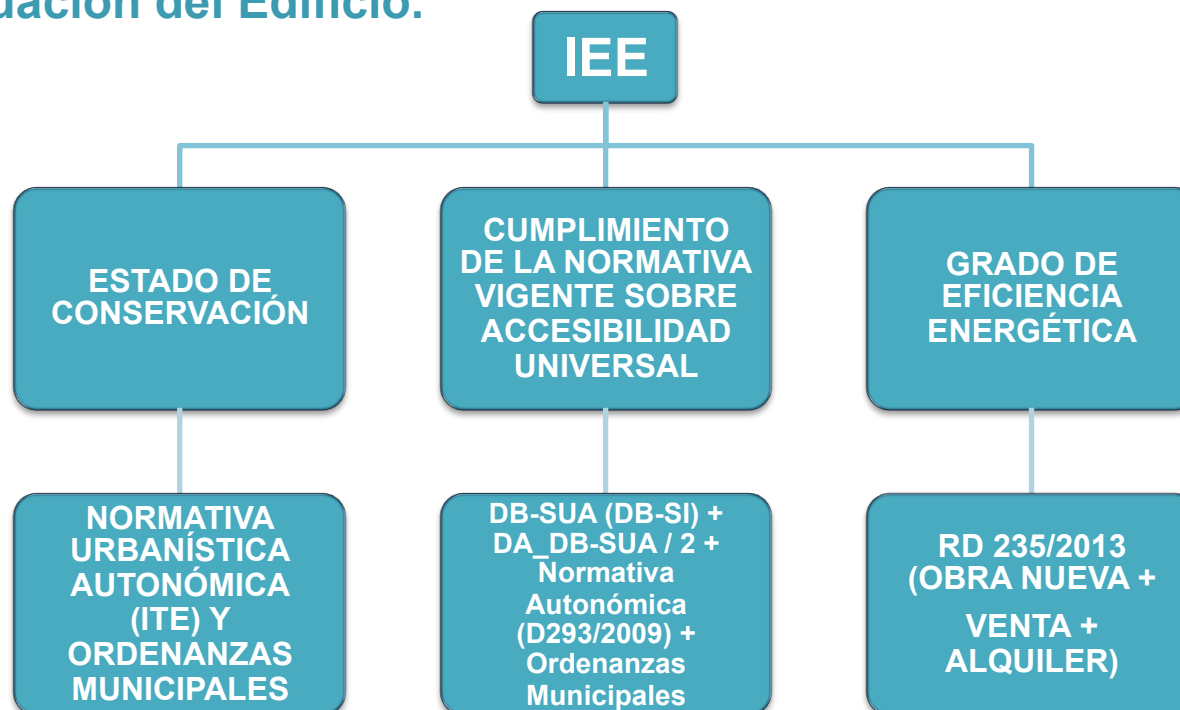 del Edificio.
IEE
ESTADO DE
CONSERVACIÓN
CUMPLIMIENTO
DE LA NORMATIVA
VIGENTE SOBRE
ACCESIBILIDAD
UNIVERSAL
GRADO DE
EFICIENCIA
ENERGÉTICA
NORMATIVA
URBANÍSTICA
AUTONÓMICA
(ITE) Y
ORDENANZAS
MUNICIPALES
DB-SUA (DB-SI) +
DA_DB-SUA / 2 +
Normativa
Autonómica
(D293/2009) +
Ordenanzas
Municipales
RD 235/2013
(OBRA NUEVA +
VENTA +
ALQUILER)